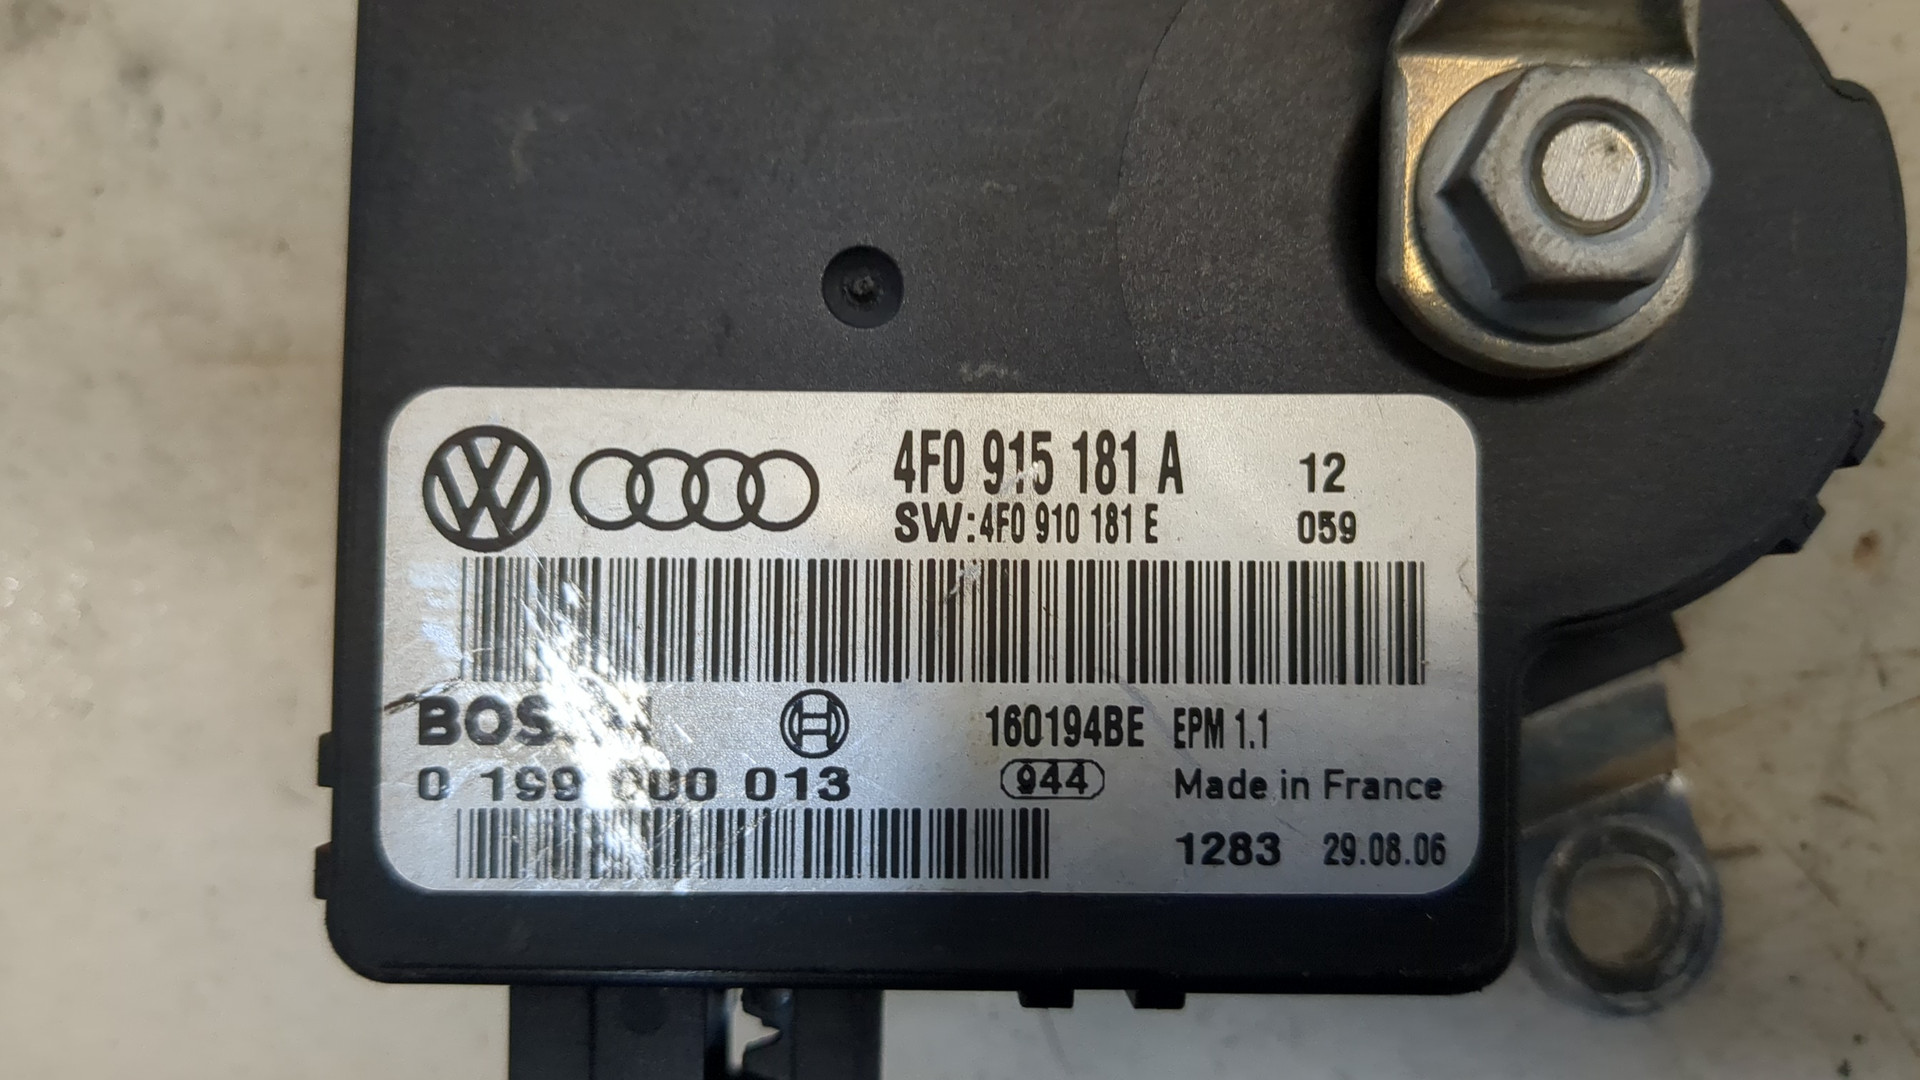 4F0 915 181 A 12
SW:4F0 910 181 E 059
160194BE EPM 1.1
0 199 000 013 944 Made in France
1283 29.08.06